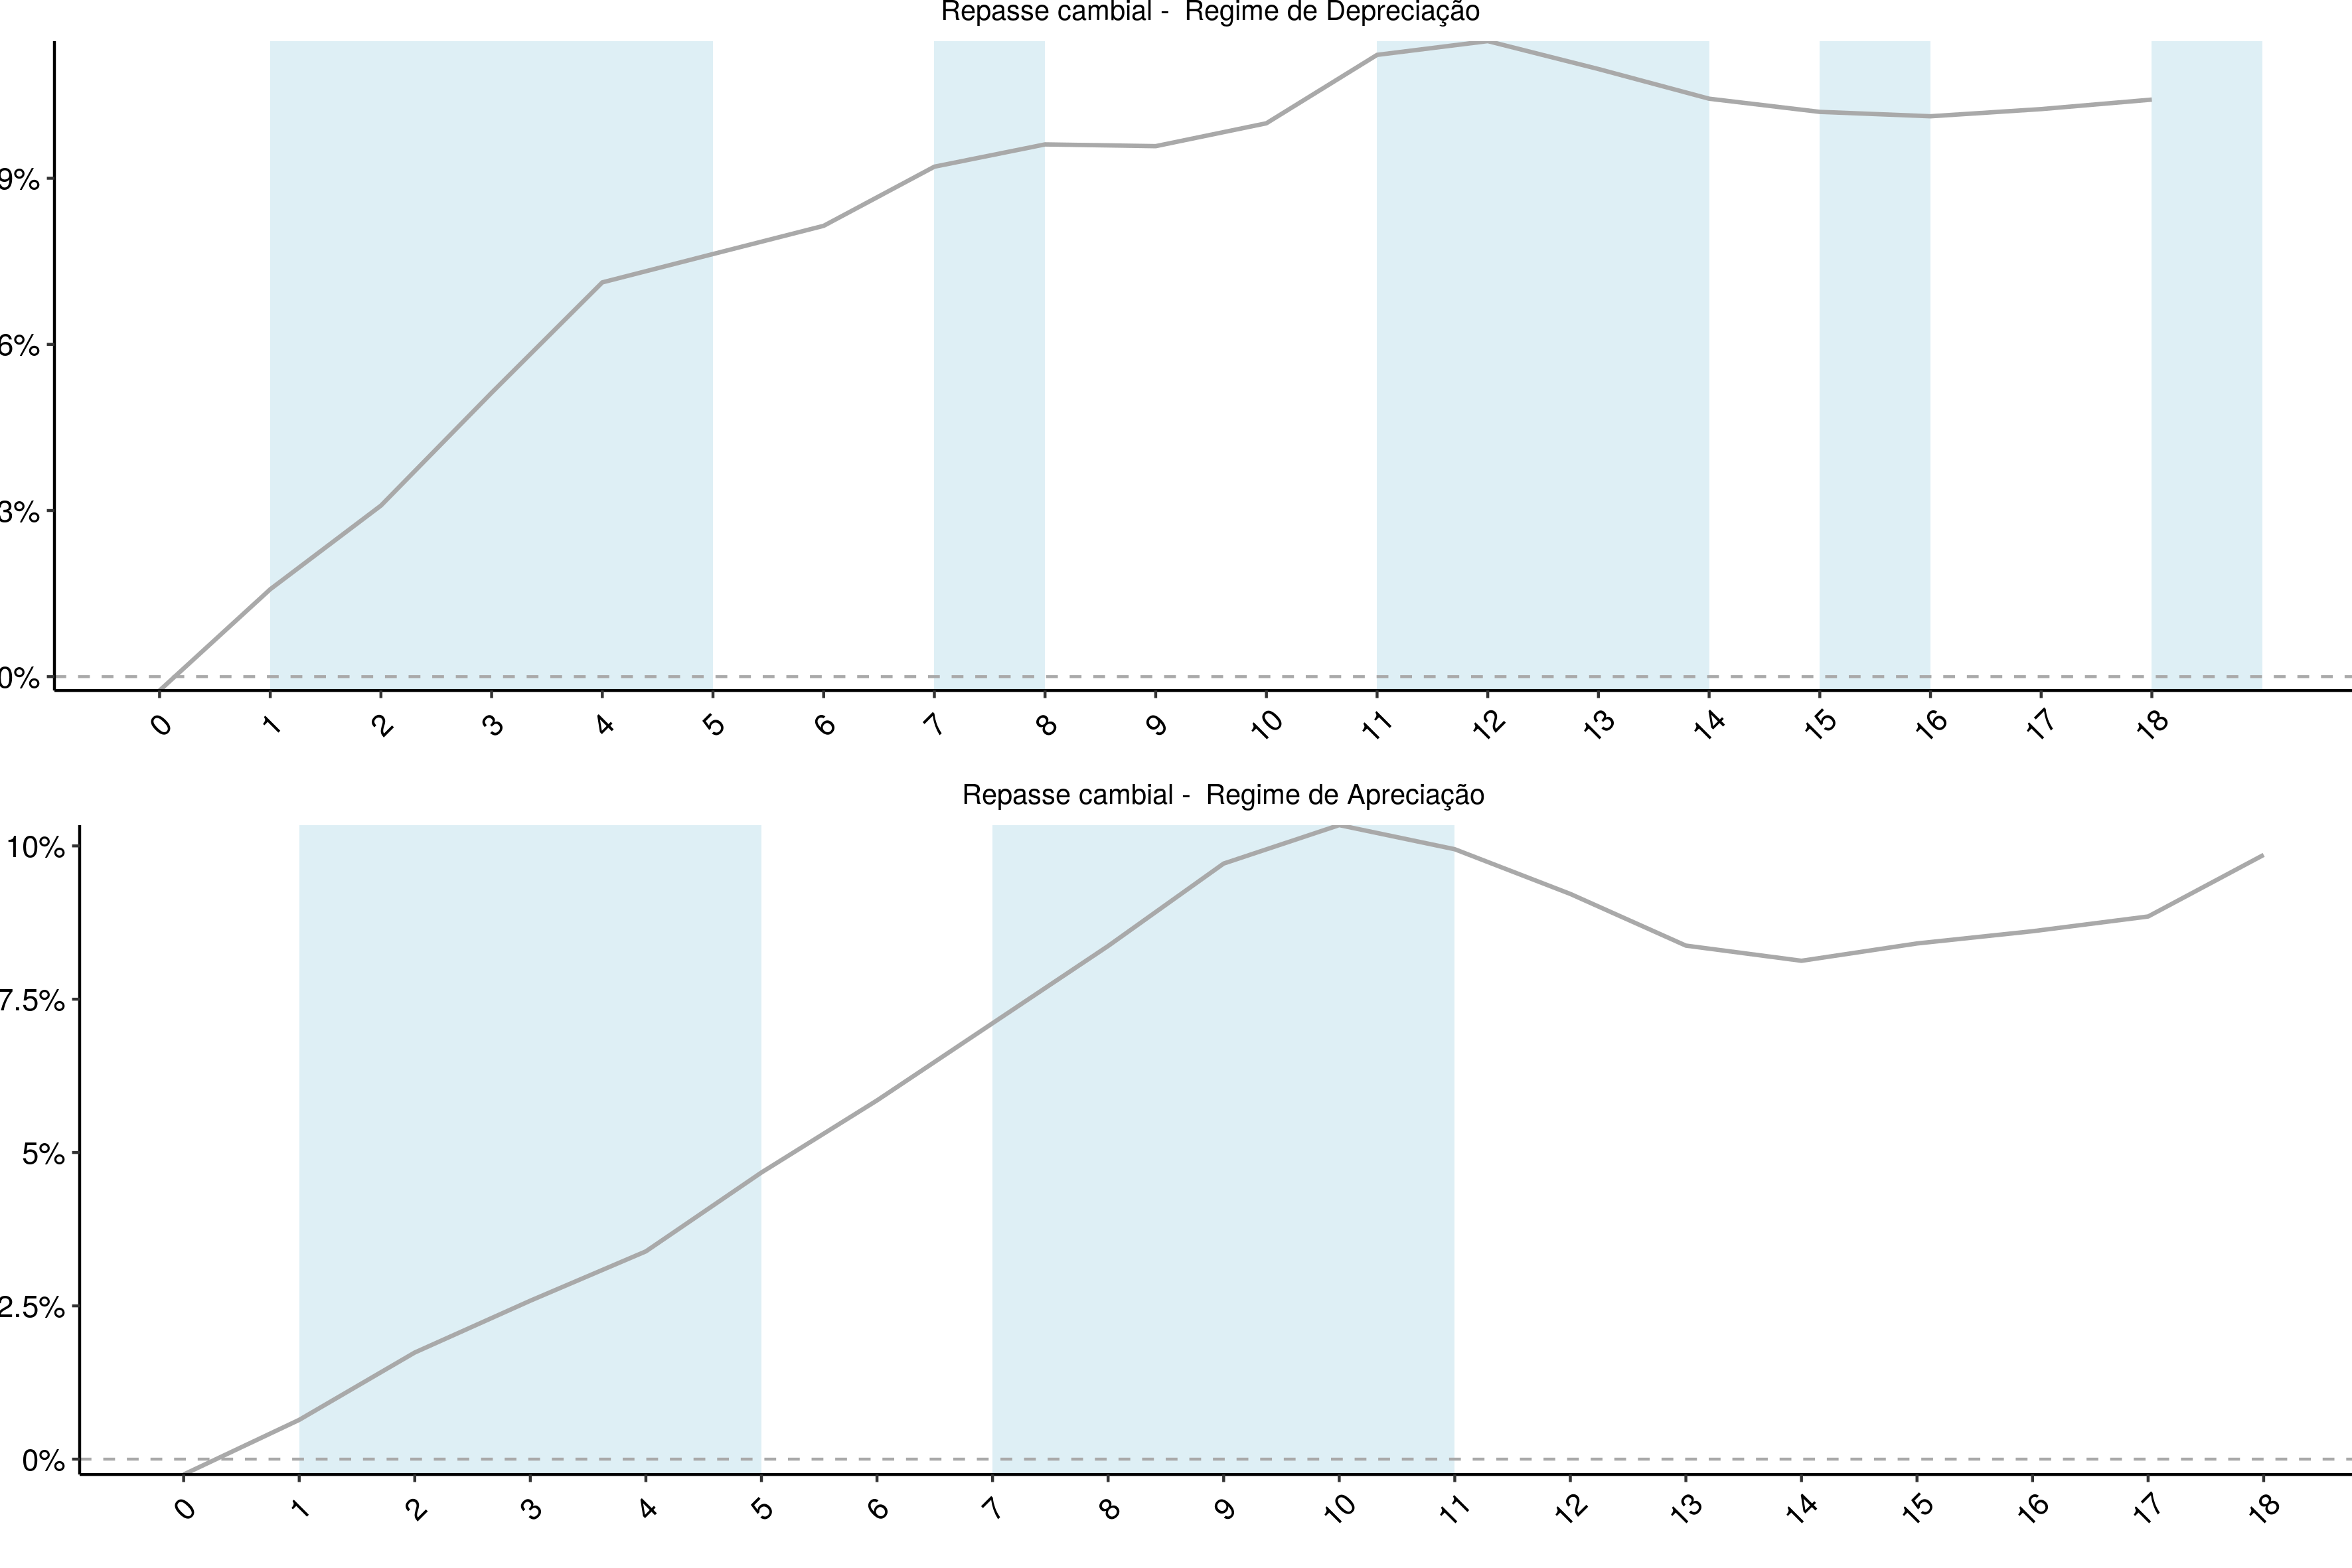 Repasse cambial -  Regime de Depreciação
9%
6%
3%
0%
0 1 2 3 4 5 6 7 8 9 10 11 12 13 14 15 16 17 18
Repasse cambial -  Regime de Apreciação
10%
7.5%
5%
2.5%
0%
0 1 2 3 4 5 6 7 8 9 10 11 12 13 14 15 16 17 18